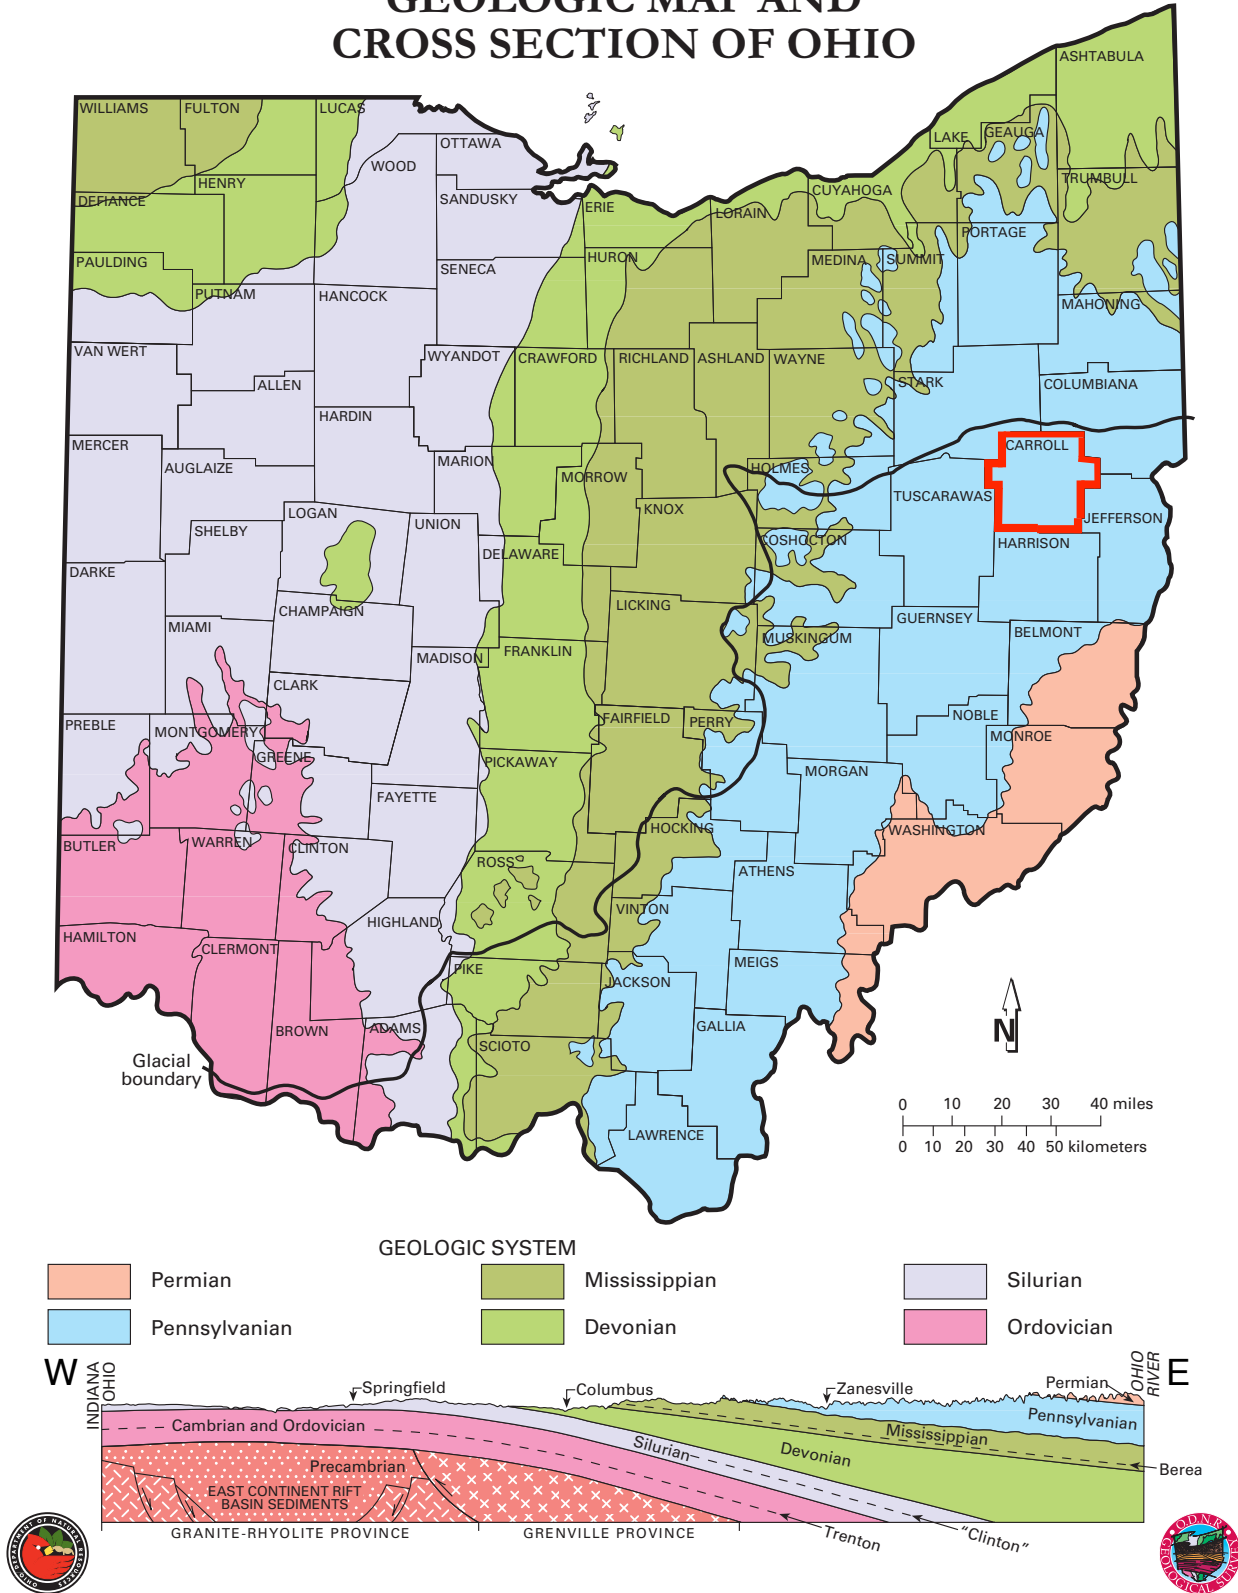 GEOLOGIC MAP AND
CROSS SECTION OF OHIO
ASHTABULA
WILLIAMS
FULTON
LUCAS
LAKE
GEAUGA
OTTAWA
WOOD
TRUMBULL
HENRY
CUYAHOGA
DEFIANCE
SANDUSKY
ERIE
LORAIN
PORTAGE
PAULDING
HURON
MEDINA
SUMMIT
SENECA
PUTNAM
HANCOCK
MAHONING
VAN WERT
WYANDOT
CRAWFORD
RICHLAND
ASHLAND
WAYNE
ALLEN
STARK
COLUMBIANA
HARDIN
MERCER
CARROLL
AUGLAIZE
MARION
HOLMES
MORROW
TUSCARAWAS
LOGAN
KNOX
SHELBY
UNION
JEFFERSON
DELAWARE
COSHOCTON
HARRISON
DARKE
CHAMPAIGN
LICKING
MIAMI
GUERNSEY
BELMONT
MUSKINGUM
MADISON
FRANKLIN
CLARK
PREBLE
MONTGOMERY
FAIRFIELD
PERRY
NOBLE
MONROE
GREENE
PICKAWAY
MORGAN
FAYETTE
HOCKING
WASHINGTON
BUTLER
WARREN
CLINTON
ROSS
ATHENS
VINTON
HIGHLAND
HAMILTON
CLERMONT
PIKE
MEIGS
JACKSON
BROWN
ADAMS
GALLIA
SCIOTO
N
Glacial
boundary
LAWRENCE
0 10 20 30 40 miles
0 10 20 30 40 50 kilometers
GEOLOGIC SYSTEM
Permian
Mississippian
Silurian
Pennsylvanian
Devonian
Ordovician
W
INDIANA
OHIO
Springfield
Columbus
Zanesville
Permian
OHIO
RIVER
E
Cambrian and Ordovician
Silurian
Devonian
Mississippian
Pennsylvanian
Precambrian
EAST CONTINENT RIFT
BASIN SEDIMENTS
Berea
GRANITE-RHYOLITE PROVINCE
GRENVILLE PROVINCE
Trenton
"Clinton"
OHIO DEPARTMENT OF NATURAL RESOURCES
O.D.N.R.
GEOLOGICAL SURVEY